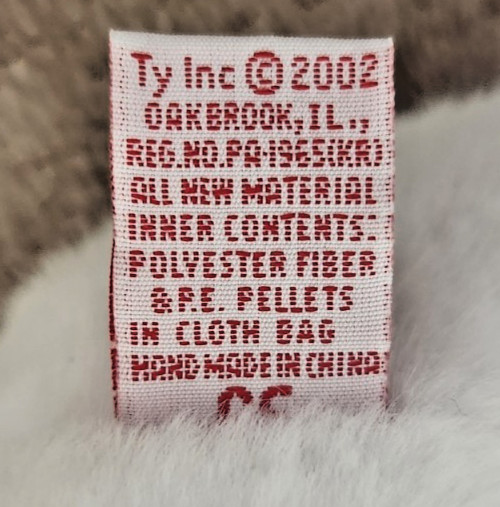 Ty Inc © 2002
OAKBROOK, IL.,
REG.NO.PA·1965(KR)
ALL NEW MATERIAL
INNER CONTENTS:
POLYESTER FIBER
& P.E. PELLETS
IN CLOTH BAG
HAND MADE IN CHINA